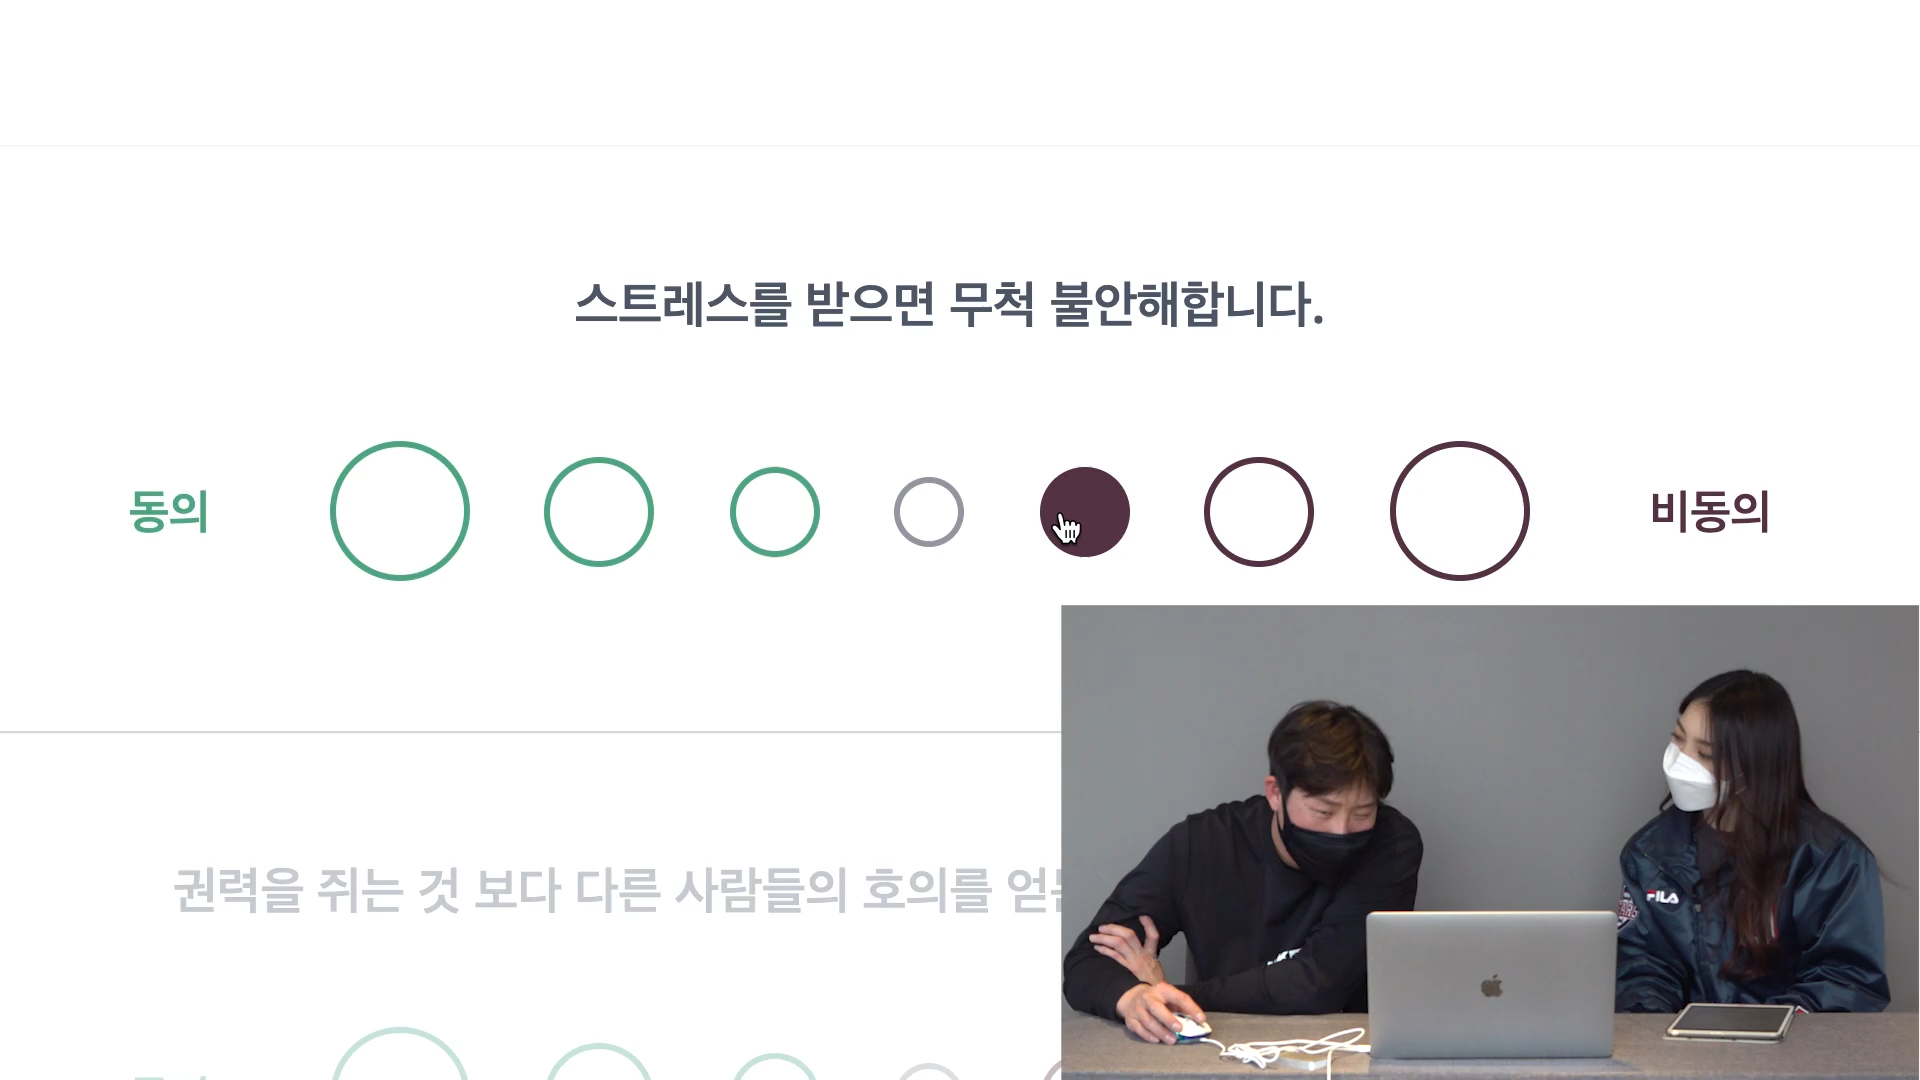 스트레스를 받으면 무척 불안해합니다.
동의
비동의
권력을 쥐는 것 보다 다른 사람들의 호의를
FILA